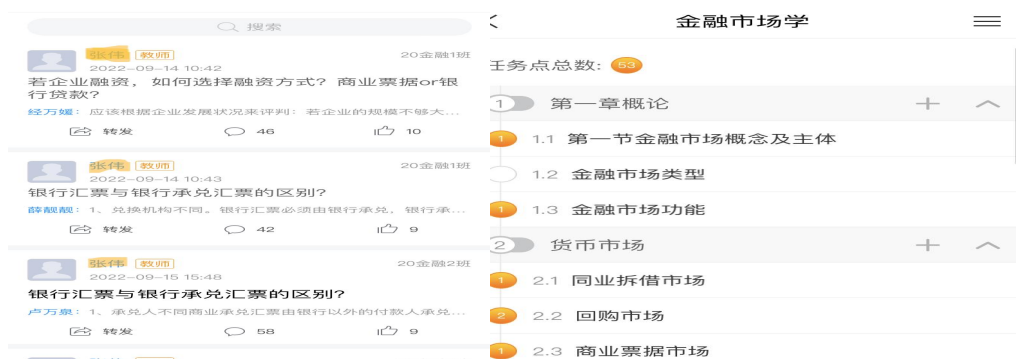 搜索
张伟 教师 20金融1班
2022-09-14 10:42
若企业融资，如何选择融资方式？商业票据or银
行贷款？
经万媛：应该根据企业发展状况来评判：若企业的规模不够大...
转发 46 10
张伟 教师 20金融1班
2022-09-14 10:43
银行汇票与银行承兑汇票的区别？
薛靓靓：1、兑换机构不同。银行汇票必须由银行承兑，银行承...
转发 42 9
张伟 教师 20金融2班
2022-09-15 15:48
银行汇票与银行承兑汇票的区别？
卢万泉：1、承兑人不同商业承兑汇票由银行以外的付款人承兑...
转发 58 9
金融市场学
任务点总数：53
1 第一章概论
1 1.1 第一节金融市场概念及主体
1.2 金融市场类型
1 1.3 金融市场功能
2 货币市场
1 2.1 同业拆借市场
2 2.2 回购市场
1 2.3 商业票据市场